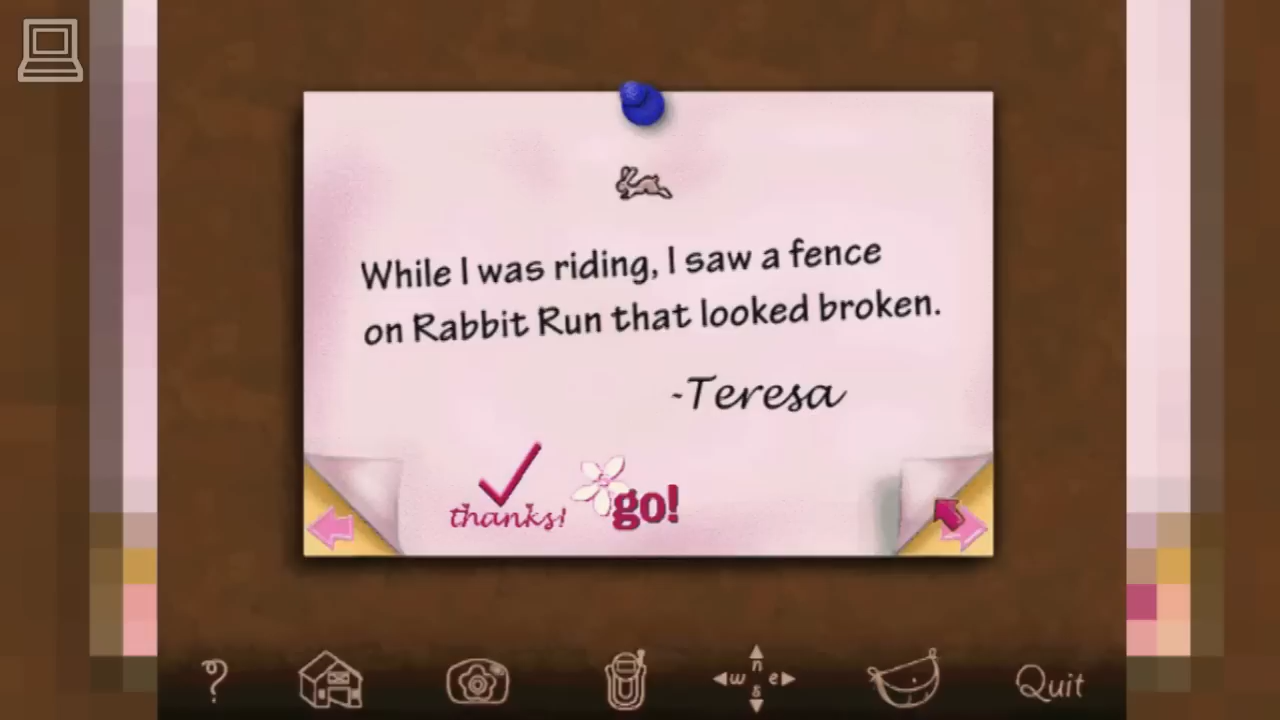 While I was riding, I saw a fence
on Rabbit Run that looked broken.
-Teresa
thanks! go!
? n w e s Quit